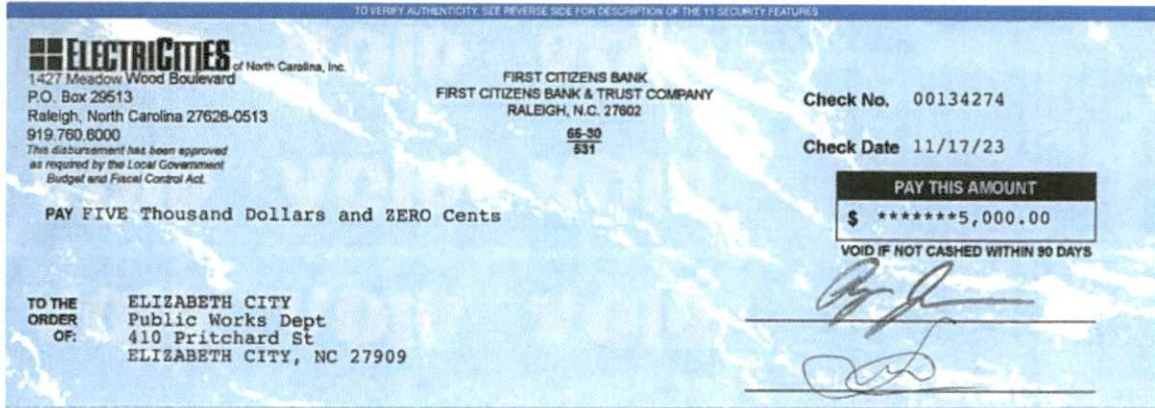 TO VERIFY AUTHENTICITY, SEE REVERSE SIDE FOR DESCRIPTION OF THE 11 SECURITY FEATURES
ELECTRICITIES of North Carolina, Inc.
1427 Meadow Wood Boulevard
P.O. Box 29513
Raleigh, North Carolina 27626-0513
919.760.6000
This disbursement has been approved
as required by the Local Government
Budget and Fiscal Control Act.
FIRST CITIZENS BANK
FIRST CITIZENS BANK & TRUST COMPANY
RALEIGH, N.C. 27602
66-30
531
Check No. 00134274
Check Date 11/17/23
PAY THIS AMOUNT
$ *******5,000.00
VOID IF NOT CASHED WITHIN 90 DAYS
PAY FIVE Thousand Dollars and ZERO Cents
TO THE ORDER OF:
ELIZABETH CITY
Public Works Dept
410 Pritchard St
ELIZABETH CITY, NC 27909